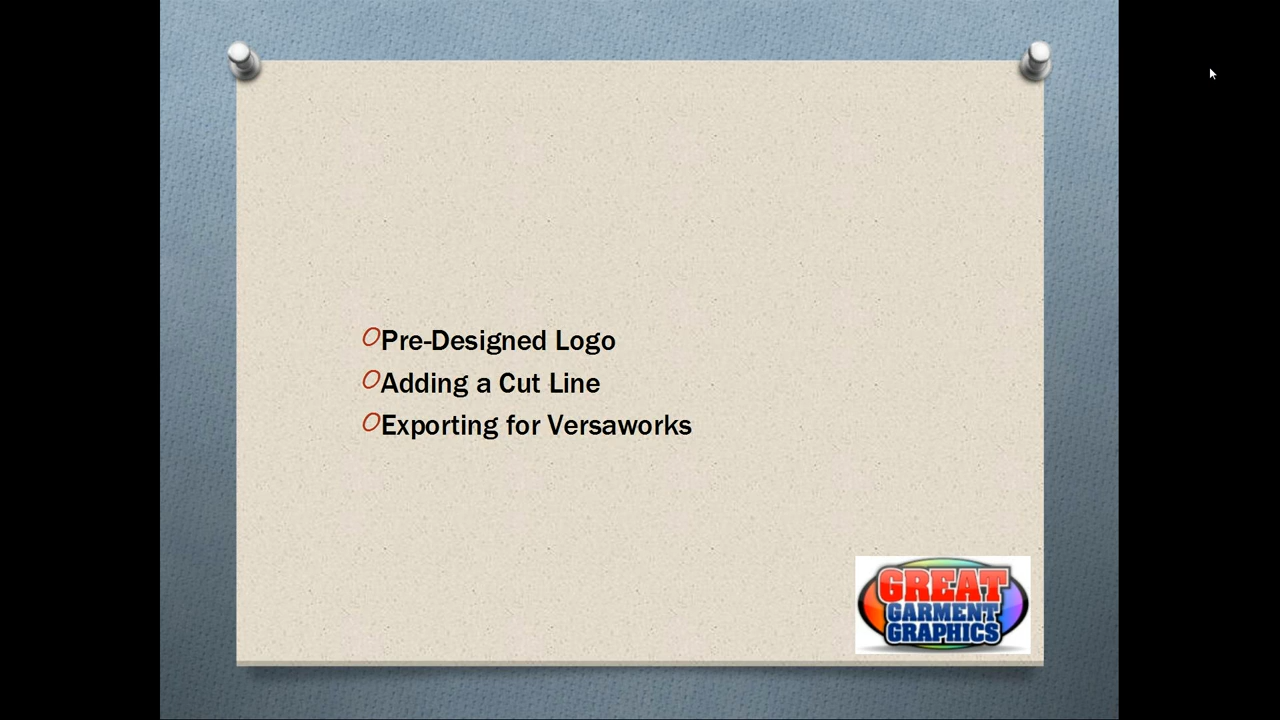 Pre-Designed Logo
Adding a Cut Line
Exporting for Versaworks
GREAT
GARMENT
GRAPHICS